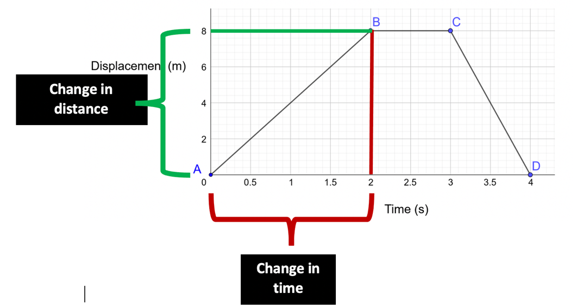 B
C
8
Displacement (m)
6
Change in
distance
4
2
A
D
0
0.5
1
1.5
2
2.5
3
3.5
4
Time (s)
Change in
time